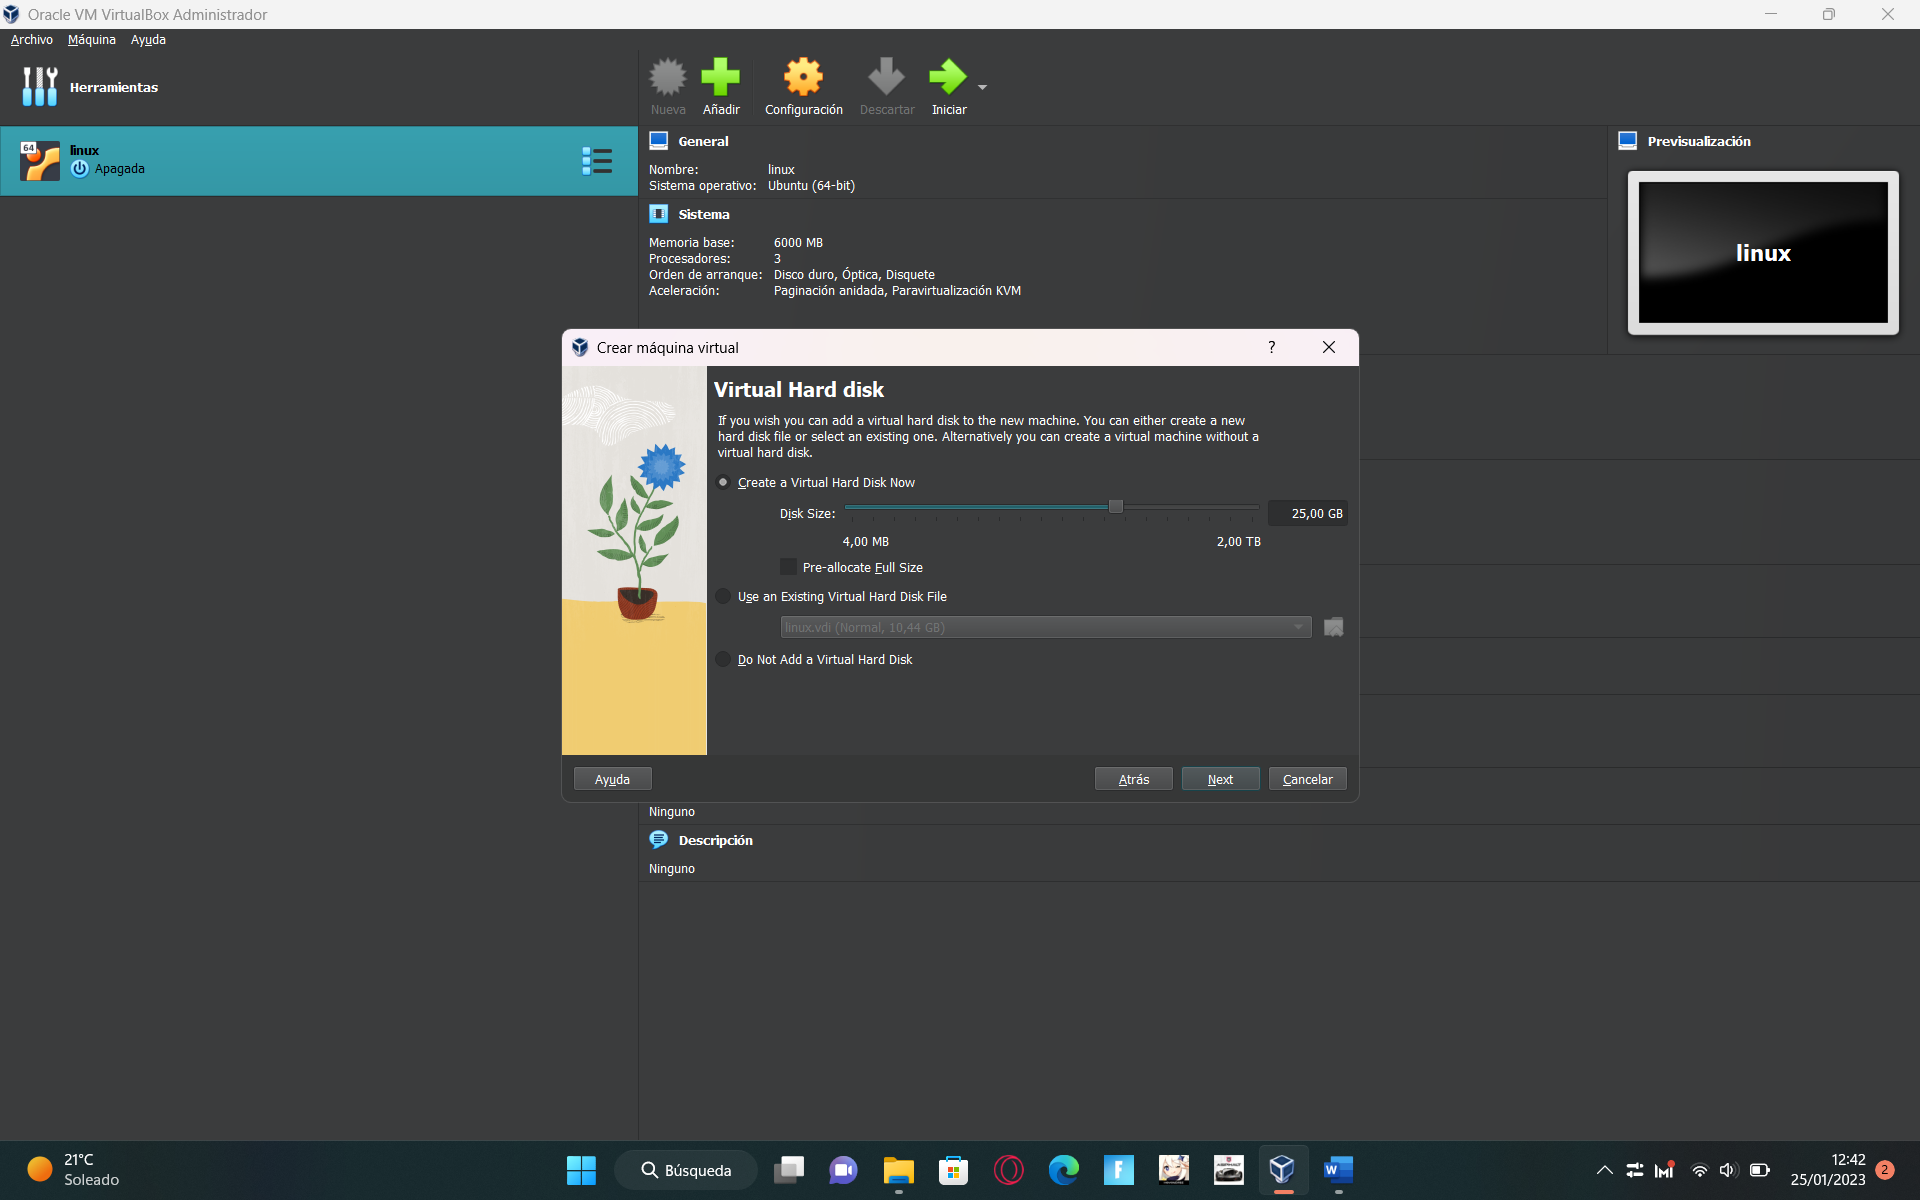 Oracle VM VirtualBox Administrador
Archivo Máquina Ayuda
Herramientas
Nueva Añadir Configuración Descartar Iniciar
64
linux
Apagada
General
Nombre: linux
Sistema operativo: Ubuntu (64-bit)
Sistema
Memoria base: 6000 MB
Procesadores: 3
Orden de arranque: Disco duro, Óptica, Disquete
Aceleración: Paginación anidada, Paravirtualización KVM
Previsualización
linux
Crear máquina virtual
?
Virtual Hard disk
If you wish you can add a virtual hard disk to the new machine. You can either create a new
hard disk file or select an existing one. Alternatively you can create a virtual machine without a
virtual hard disk.
Create a Virtual Hard Disk Now
Disk Size: 25,00 GB
4,00 MB 2,00 TB
Pre-allocate Full Size
Use an Existing Virtual Hard Disk File
linux.vdi (Normal, 10,44 GB)
Do Not Add a Virtual Hard Disk
Ayuda Atrás Next Cancelar
Ninguno
Descripción
Ninguno
21°C
Soleado
Búsqueda
12:42
25/01/2023
2